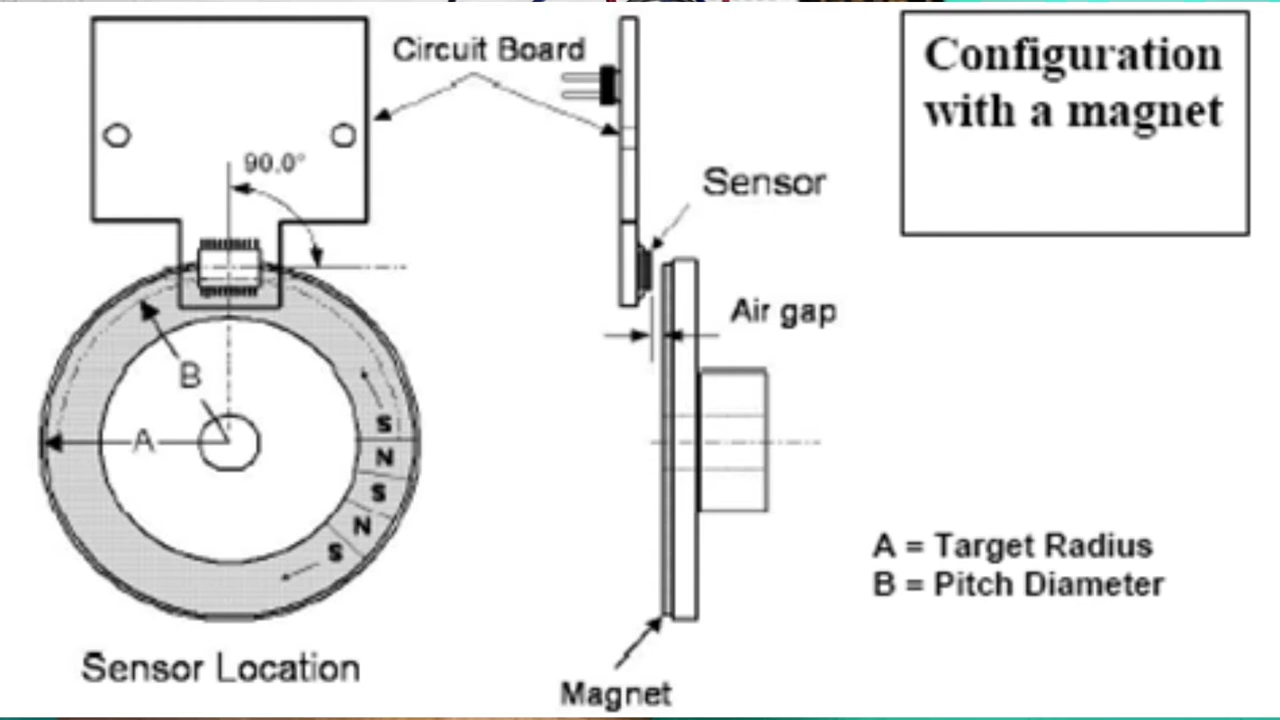 Circuit Board
Configuration
with a magnet
90.0°
Sensor
Air gap
B
A
S
N
S
N
S
A = Target Radius
B = Pitch Diameter
Sensor Location
Magnet